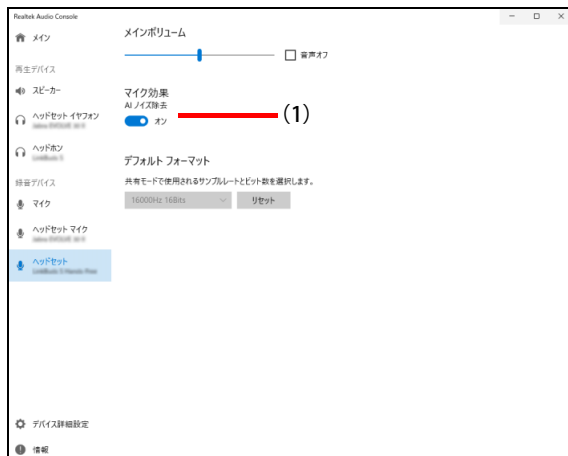 Realtek Audio Console
メイン
再生デバイス
スピーカー
ヘッドセット イヤフォン
ヘッドホン
録音デバイス
マイク
ヘッドセット マイク
ヘッドセット
デバイス詳細設定
情報
メインボリューム
音声オフ
マイク効果
AI ノイズ除去
オン
(1)
デフォルト フォーマット
共有モードで使用されるサンプルレートとビット数を選択します。
16000Hz 16Bits
リセット